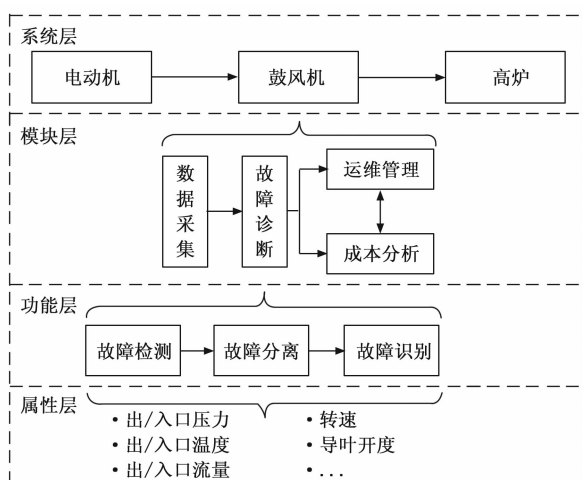 系统层
电动机
鼓风机
高炉
模块层
数据采集
故障诊断
运维管理
成本分析
功能层
故障检测
故障分离
故障识别
属性层
·出/入口压力
·转速
·出/入口温度
·导叶开度
·出/入口流量
·...